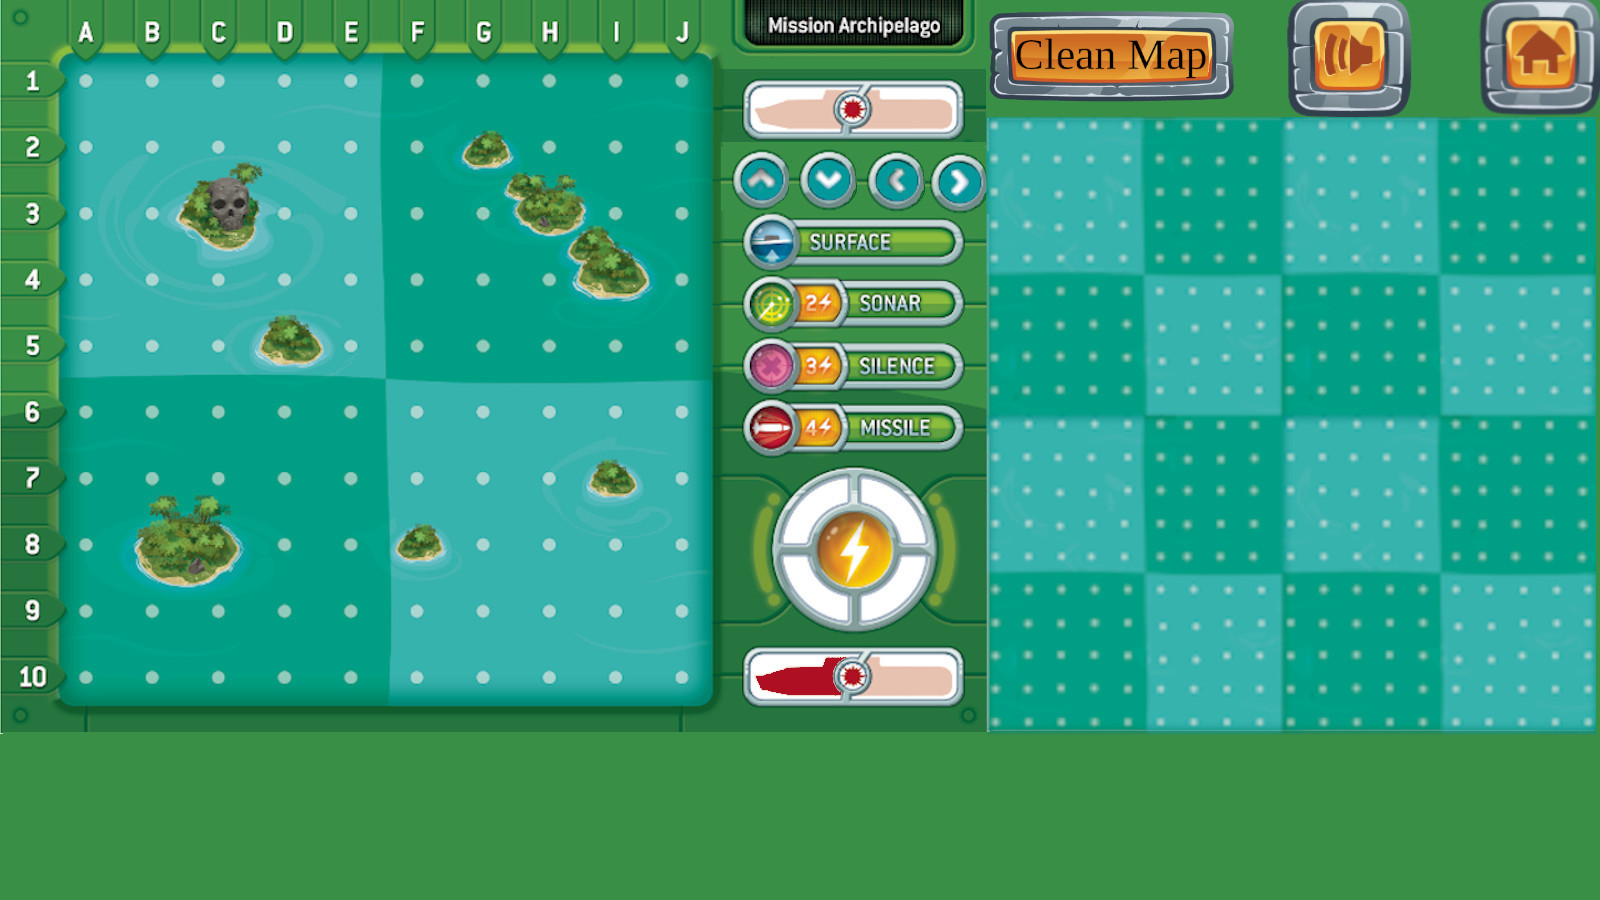 A B C D E F G H I J
Mission Archipelago
Clean Map
1
2
3
SURFACE
4
2 SONAR
5
3 SILENCE
6
4 MISSILE
7
8
9
10